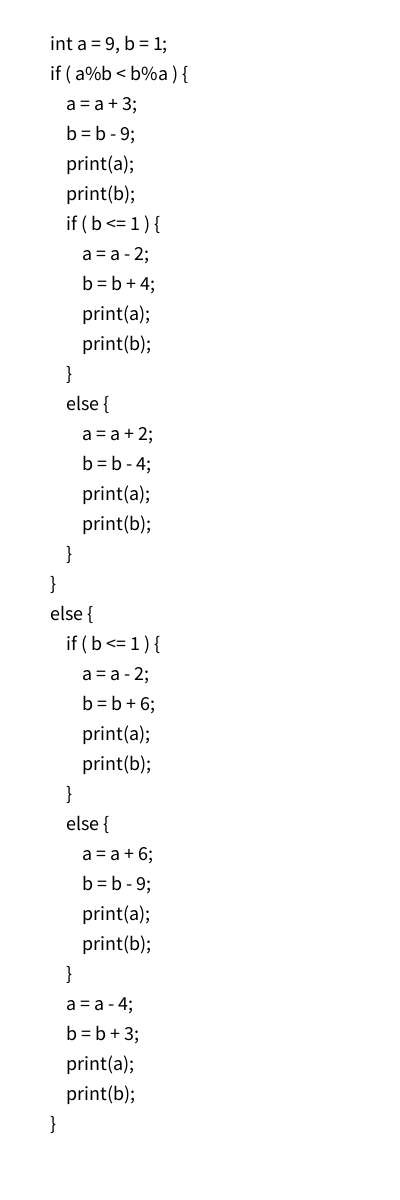 int a = 9, b = 1;
if ( a%b < b%a ) {
    a = a + 3;
    b = b - 9;
    print(a);
    print(b);
    if ( b <= 1 ) {
        a = a - 2;
        b = b + 4;
        print(a);
        print(b);
    }
    else {
        a = a + 2;
        b = b - 4;
        print(a);
        print(b);
    }
}
else {
    if ( b <= 1 ) {
        a = a - 2;
        b = b + 6;
        print(a);
        print(b);
    }
    else {
        a = a + 6;
        b = b - 9;
        print(a);
        print(b);
    }
    a = a - 4;
    b = b + 3;
    print(a);
    print(b);
}